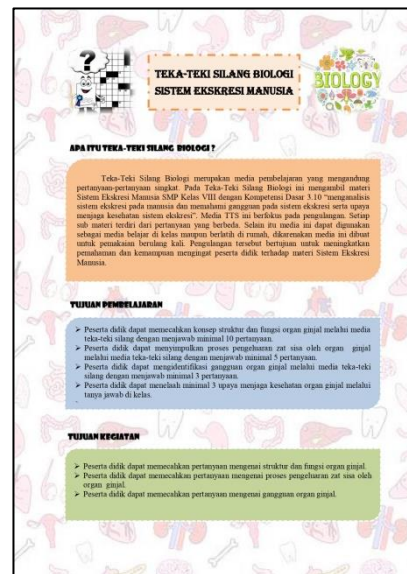 TEKA-TEKI SILANG BIOLOGI
SISTEM EKSKRESI MANUSIA
BIOLOGY
APA ITU TEKA-TEKI SILANG BIOLOGI ?
Teka-Teki Silang Biologi merupakan media pembelajaran yang mengandung
pertanyaan-pertanyaan singkat. Pada Teka-Teki Silang Biologi ini mengambil materi
Sistem Ekskresi Manusia SMP Kelas VIII dengan Kompetensi Dasar 3.10 “menganalisis
sistem ekskresi pada manusia dan memahami gangguan pada sistem ekskresi serta upaya
menjaga kesehatan sistem ekskresi”. Media TTS ini berfokus pada pengulangan. Setiap
sub materi terdiri dari pertanyaan yang berbeda. Selain itu media ini dapat digunakan
sebagai media belajar di kelas maupun berlatih di rumah, dikarenakan media ini dibuat
untuk pemakaian berulang kali. Pengulangan tersebut bertujuan untuk meningkatkan
pemahaman dan kemampuan mengingat peserta didik terhadap materi Sistem Ekskresi
Manusia.
TUJUAN PEMBELAJARAN
➢ Peserta didik dapat memecahkan konsep struktur dan fungsi organ ginjal melalui media
teka-teki silang dengan menjawab minimal 10 pertanyaan.
➢ Peserta didik dapat menyimpulkan proses pengeluaran zat sisa oleh organ ginjal
melalui media teka-teki silang dengan menjawab minimal 5 pertanyaan.
➢ Peserta didik dapat mengidentifikasi gangguan organ ginjal melalui media teka-teki
silang dengan menjawab minimal 3 pertanyaan.
➢ Peserta didik dapat menelaah minimal 3 upaya menjaga kesehatan organ ginjal melalui
tanya jawab di kelas.
TUJUAN KEGIATAN
➢ Peserta didik dapat memecahkan pertanyaan mengenai struktur dan fungsi organ ginjal.
➢ Peserta didik dapat memecahkan pertanyaan mengenai proses pengeluaran zat sisa oleh
organ ginjal.
➢ Peserta didik dapat memecahkan pertanyaan mengenai gangguan organ ginjal.